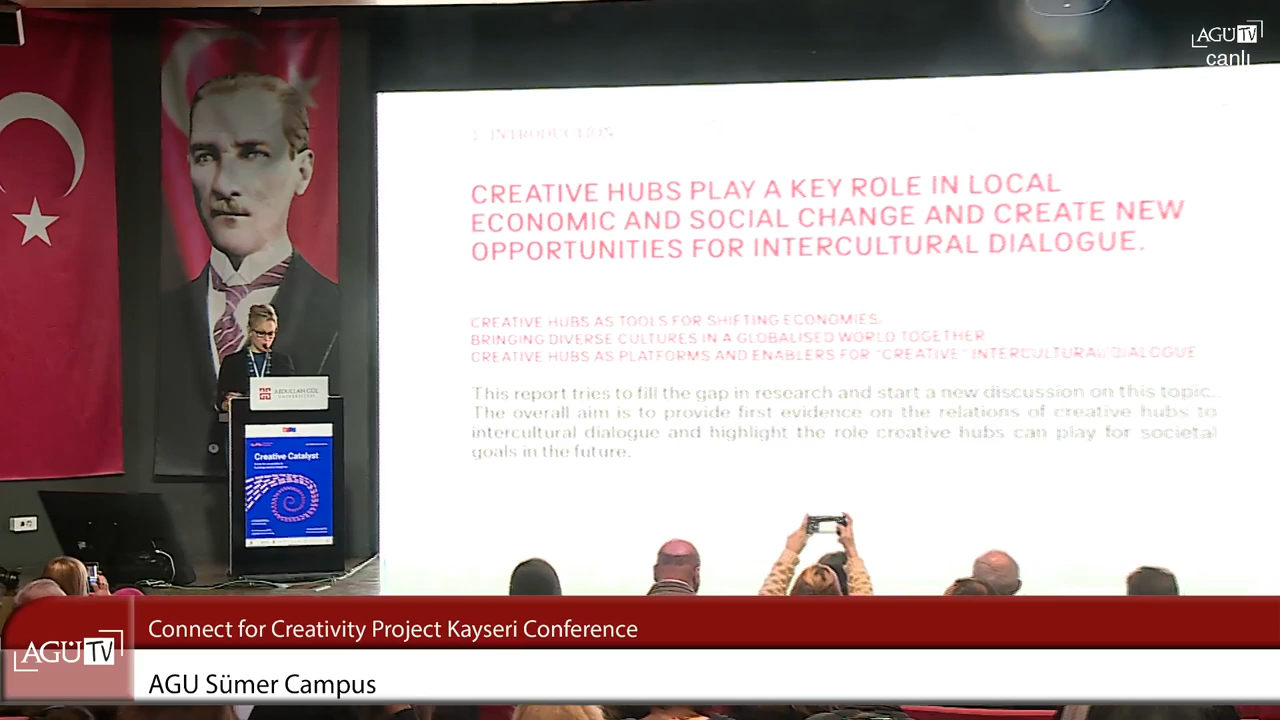 AGÜ TV
canlı
1. INTRODUCTION
CREATIVE HUBS PLAY A KEY ROLE IN LOCAL
ECONOMIC AND SOCIAL CHANGE AND CREATE NEW
OPPORTUNITIES FOR INTERCULTURAL DIALOGUE.
CREATIVE HUBS AS TOOLS FOR SHIFTING ECONOMIES.
BRINGING DIVERSE CULTURES IN A GLOBALISED WORLD TOGETHER
CREATIVE HUBS AS PLATFORMS AND ENABLERS FOR "CREATIVE" INTERCULTURAL DIALOGUE
This report tries to fill the gap in research and start a new discussion on this topic.
The overall aim is to provide first evidence on the relations of creative hubs to
intercultural dialogue and highlight the role creative hubs can play for societal
goals in the future.
ABDULLAH GÜL
ÜNİVERSİTESİ
Creative Catalyst
Connect for Creativity Project Kayseri Conference
AGÜ TV
AGU Sümer Campus